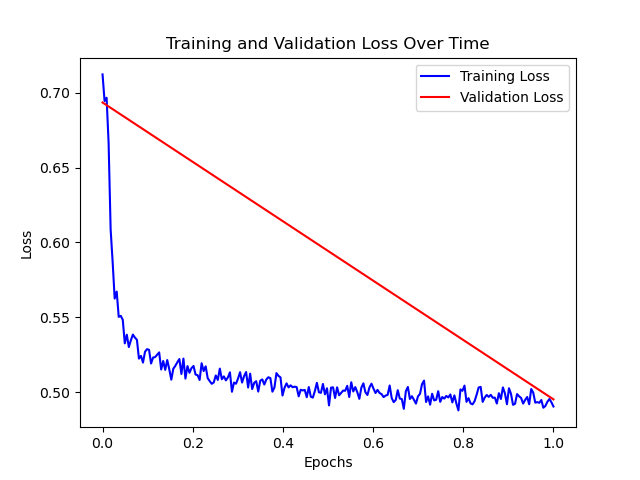 Training and Validation Loss Over Time
Training Loss
Validation Loss
Loss
0.70
0.65
0.60
0.55
0.50
0.0 0.2 0.4 0.6 0.8 1.0
Epochs